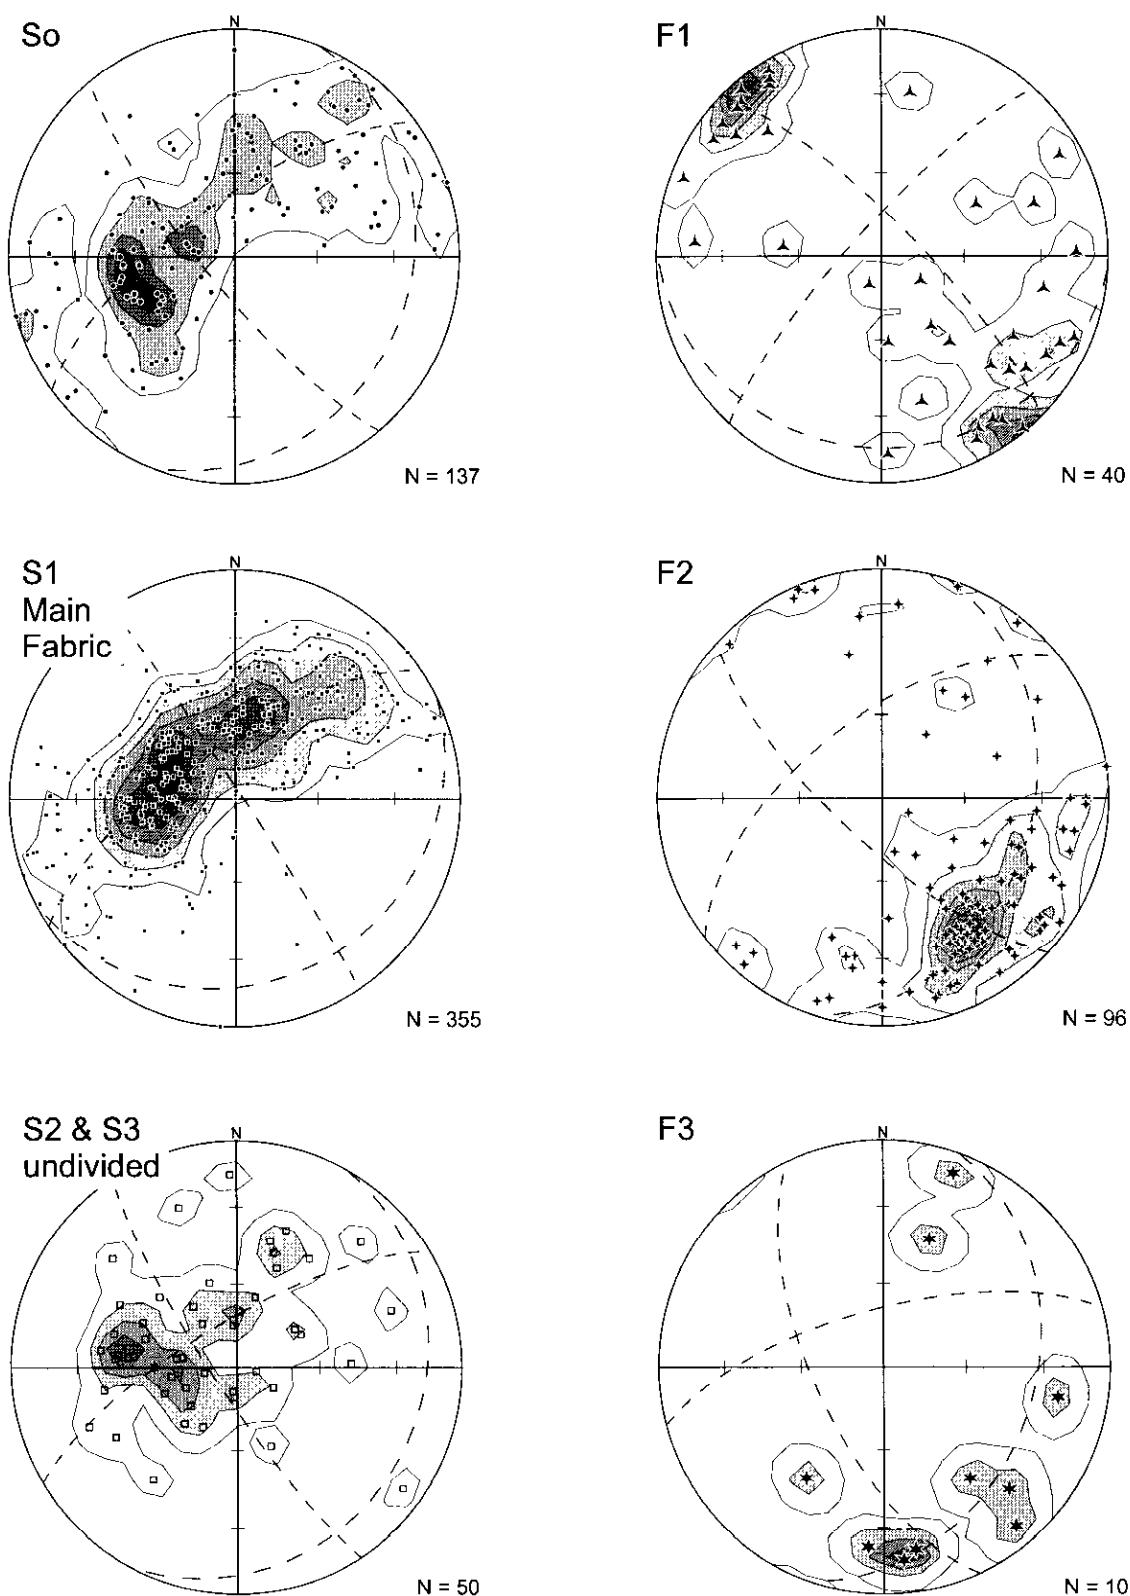 So
N
N = 137
F1
N
N = 40
S1
Main
Fabric
N
N = 355
F2
N
N = 96
S2 & S3
undivided
N
N = 50
F3
N
N = 10